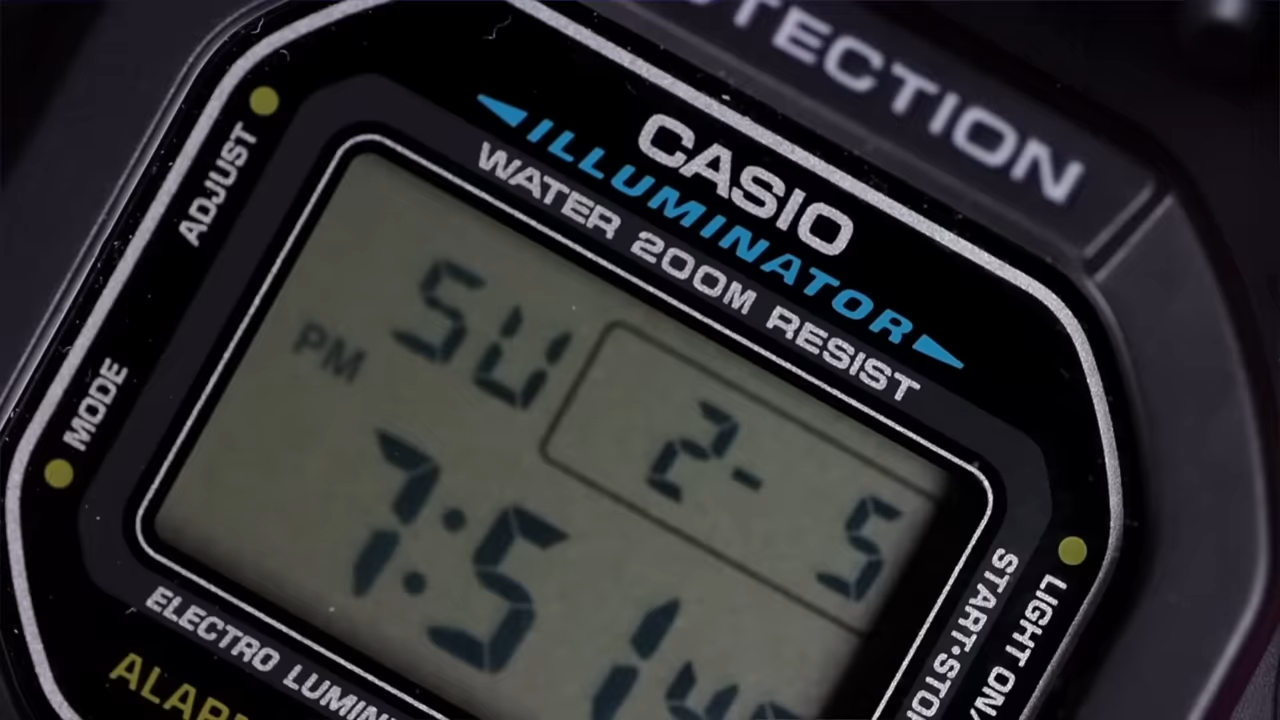 TECTION
CASIO
ILLUMINATOR
WATER 200M RESIST
ADJUST
MODE
SU
2- 5
PM
7:51
START·STO
LIGHT ON/
ELECTRO LUMIN
ALAR